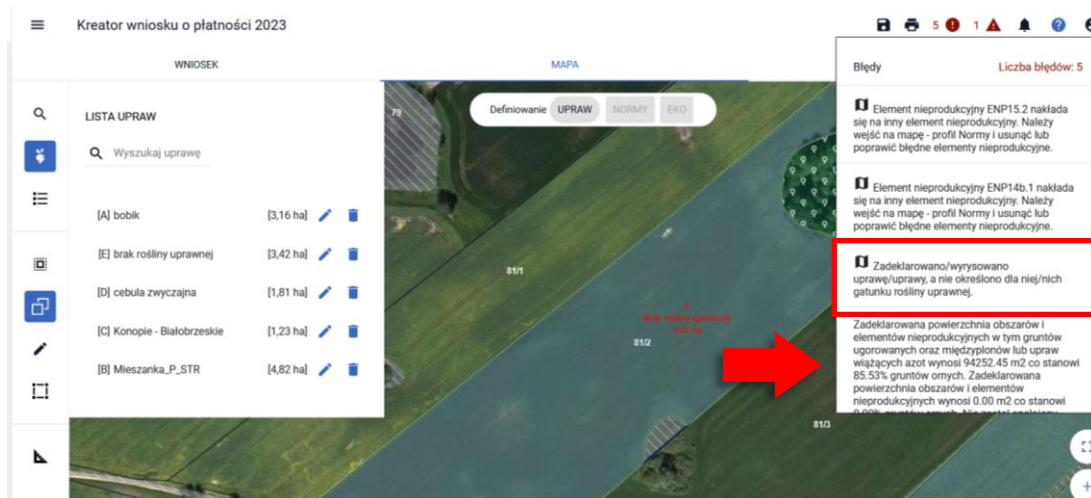 Kreator wniosku o płatności 2023
5
1
WNIOSEK
MAPA
LISTA UPRAW
Wyszukaj uprawę
[A] bobik [3,16 ha]
[E] brak rośliny uprawnej [3,42 ha]
[D] cebula zwyczajna [1,81 ha]
[C] Konopie - Białobrzeskie [1,23 ha]
[B] Mieszanka_P_STR [4,82 ha]
Definiowanie UPRAW NORMY EKO
79
81/1
Brak rośliny uprawnej
81/2
81/3
Błędy Liczba błędów: 5
Element nieprodukcyjny ENP15.2 nakłada
się na inny element nieprodukcyjny. Należy
wejść na mapę - profil Normy i usunąć lub
poprawić błędne elementy nieprodukcyjne.
Element nieprodukcyjny ENP14b.1 nakłada
się na inny element nieprodukcyjny. Należy
wejść na mapę - profil Normy i usunąć lub
poprawić błędne elementy nieprodukcyjne.
Zadeklarowano/wyrysowano
uprawę/uprawy, a nie określono dla niej/nich
gatunku rośliny uprawnej.
Zadeklarowana powierzchnia obszarów i
elementów nieprodukcyjnych w tym gruntów
ugorowanych oraz międzyplonów lub upraw
wiążących azot wynosi 94252.45 m2 co stanowi
85.53% gruntów ornych. Zadeklarowana
powierzchnia obszarów i elementów
nieprodukcyjnych wynosi 0.00 m2 co stanowi